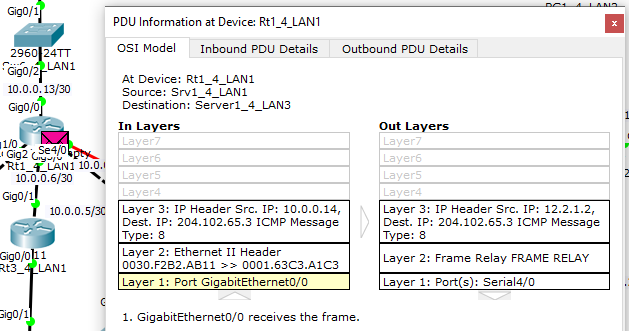 Gig0/1
2960-24TT
LAN1
Gig0/2
10.0.0.13/30
Gig0/0
Se4/0
Gig2
Rt1_4_LAN1
10.0.0.6/30
Gig0/1
10.0.0.5/30
Gig0/0
Rt3_4_LAN1
Gig0/1
PDU Information at Device: Rt1_4_LAN1
x
OSI Model
Inbound PDU Details
Outbound PDU Details
At Device: Rt1_4_LAN1
Source: Srv1_4_LAN1
Destination: Server1_4_LAN3
In Layers
Layer7
Layer6
Layer5
Layer4
Layer 3: IP Header Src. IP: 10.0.0.14,
Dest. IP: 204.102.65.3 ICMP Message
Type: 8
Layer 2: Ethernet II Header
0030.F2B2.AB11 >> 0001.63C3.A1C3
Layer 1: Port GigabitEthernet0/0
Out Layers
Layer7
Layer6
Layer5
Layer4
Layer 3: IP Header Src. IP: 12.2.1.2,
Dest. IP: 204.102.65.3 ICMP Message
Type: 8
Layer 2: Frame Relay FRAME RELAY
Layer 1: Port(s): Serial4/0
1. GigabitEthernet0/0 receives the frame.